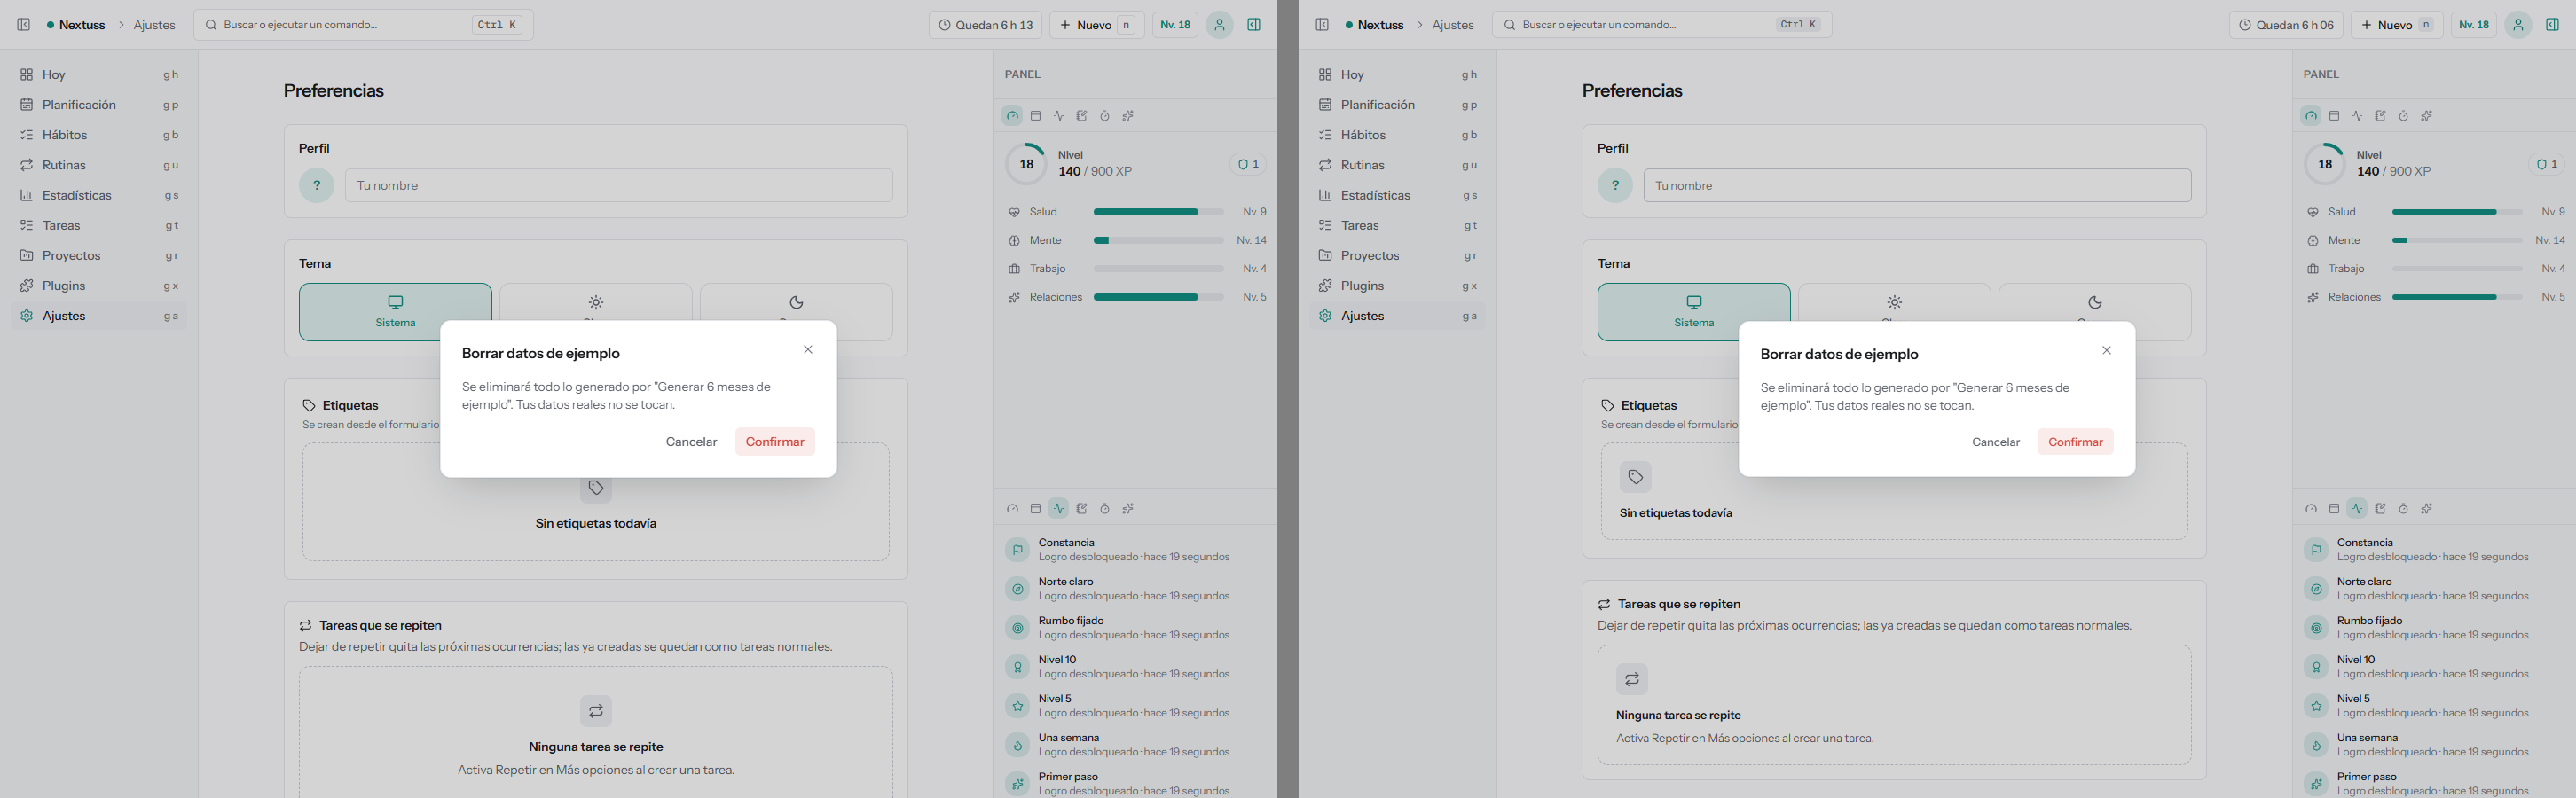 Nextuss > Ajustes
Buscar o ejecutar un comando... Ctrl K
Quedan 6 h 13
+ Nuevo n
Nv. 18
Hoy g h
Planificación g p
Hábitos g b
Rutinas g u
Estadísticas g s
Tareas g t
Proyectos g r
Plugins g x
Ajustes g a
Preferencias
Perfil
?
Tu nombre
Tema
Sistema
Etiquetas
Se crean desde el formulario
Sin etiquetas todavía
Tareas que se repiten
Dejar de repetir quita las próximas ocurrencias; las ya creadas se quedan como tareas normales.
Ninguna tarea se repite
Activa Repetir en Más opciones al crear una tarea.
Borrar datos de ejemplo
Se eliminará todo lo generado por "Generar 6 meses de
ejemplo". Tus datos reales no se tocan.
Cancelar Confirmar
PANEL
18
Nivel
140 / 900 XP
1
Salud Nv. 9
Mente Nv. 14
Trabajo Nv. 4
Relaciones Nv. 5
Constancia
Logro desbloqueado · hace 19 segundos
Norte claro
Logro desbloqueado · hace 19 segundos
Rumbo fijado
Logro desbloqueado · hace 19 segundos
Nivel 10
Logro desbloqueado · hace 19 segundos
Nivel 5
Logro desbloqueado · hace 19 segundos
Una semana
Logro desbloqueado · hace 19 segundos
Primer paso
Logro desbloqueado · hace 19 segundos
Nextuss > Ajustes
Buscar o ejecutar un comando... Ctrl K
Quedan 6 h 06
+ Nuevo n
Nv. 18
Hoy g h
Planificación g p
Hábitos g b
Rutinas g u
Estadísticas g s
Tareas g t
Proyectos g r
Plugins g x
Ajustes g a
Preferencias
Perfil
?
Tu nombre
Tema
Sistema
Etiquetas
Se crean desde el formulario
Sin etiquetas todavía
Tareas que se repiten
Dejar de repetir quita las próximas ocurrencias; las ya creadas se quedan como tareas normales.
Ninguna tarea se repite
Activa Repetir en Más opciones al crear una tarea.
Borrar datos de ejemplo
Se eliminará todo lo generado por "Generar 6 meses de
ejemplo". Tus datos reales no se tocan.
Cancelar Confirmar
PANEL
18
Nivel
140 / 900 XP
1
Salud Nv. 9
Mente Nv. 14
Trabajo Nv. 4
Relaciones Nv. 5
Constancia
Logro desbloqueado · hace 19 segundos
Norte claro
Logro desbloqueado · hace 19 segundos
Rumbo fijado
Logro desbloqueado · hace 19 segundos
Nivel 10
Logro desbloqueado · hace 19 segundos
Nivel 5
Logro desbloqueado · hace 19 segundos
Una semana
Logro desbloqueado · hace 19 segundos
Primer paso
Logro desbloqueado · hace 19 segundos